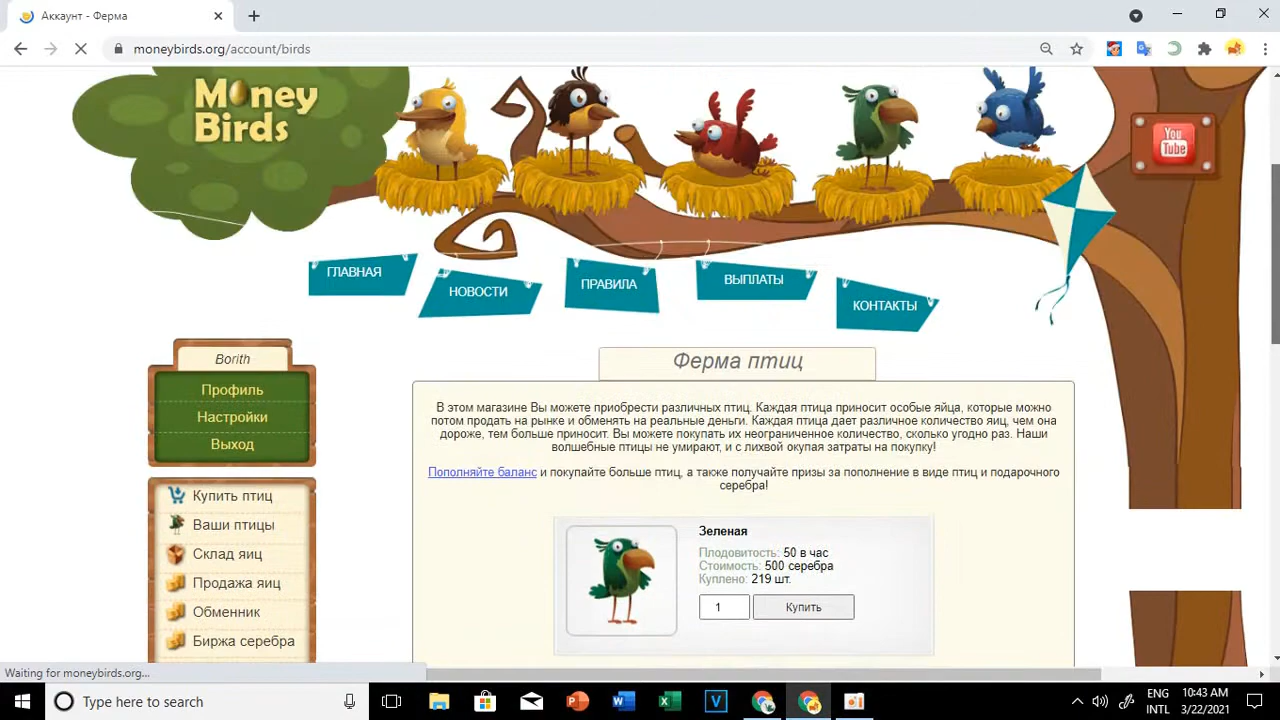 Аккаунт - Ферма
moneybirds.org/account/birds
Money
Birds
You
Tube
ГЛАВНАЯ
НОВОСТИ
ПРАВИЛА
ВЫПЛАТЫ
КОНТАКТЫ
Borith
Профиль
Настройки
Выход
Купить птиц
Ваши птицы
Склад яиц
Продажа яиц
Обменник
Биржа серебра
Ферма птиц
В этом магазине Вы можете приобрести различных птиц. Каждая птица приносит особые яйца, которые можно
потом продать на рынке и обменять на реальные деньги. Каждая птица дает различное количество яиц, чем она
дороже, тем больше приносит. Вы можете покупать их неограниченное количество, сколько угодно раз. Наши
волшебные птицы не умирают, и с лихвой окупая затраты на покупку!
Пополняйте баланс и покупайте больше птиц, а также получайте призы за пополнение в виде птиц и подарочного
серебра!
Зеленая
Плодовитость: 50 в час
Стоимость: 500 серебра
Куплено: 219 шт.
1
Купить
Waiting for moneybirds.org...
Type here to search
ENG
INTL
10:43 AM
3/22/2021